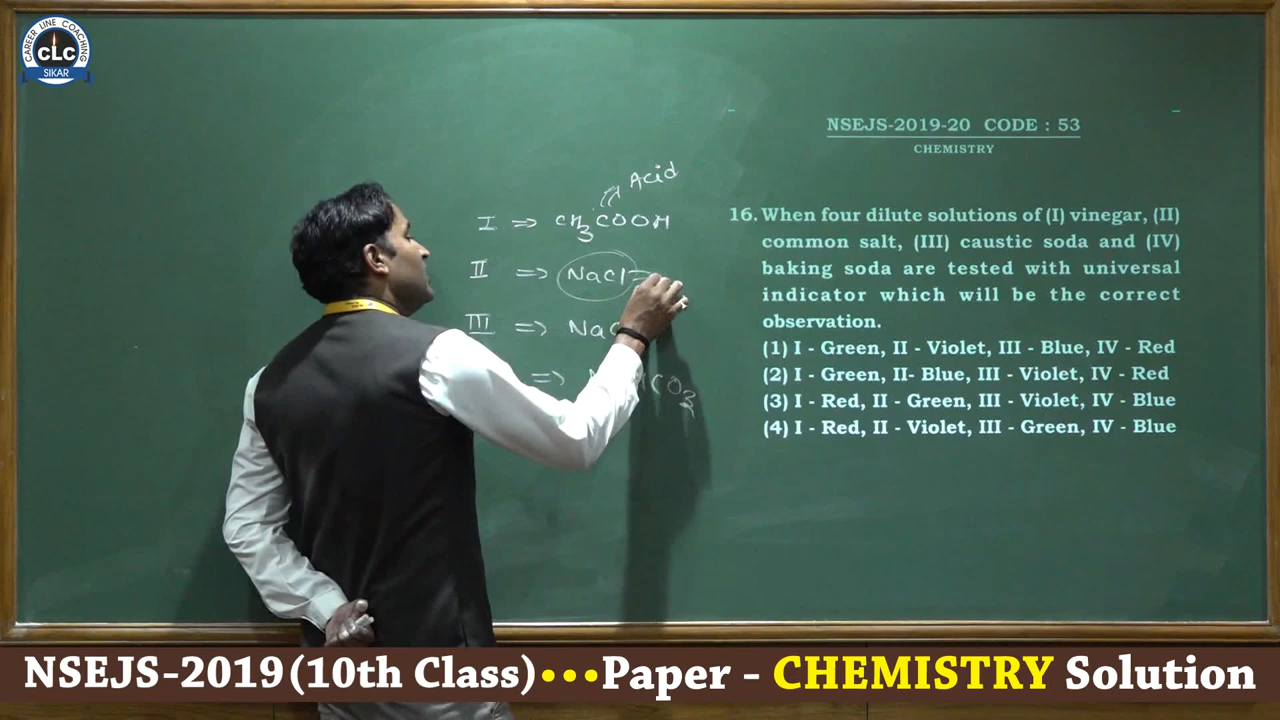 CAREER LINE COACHING
CLC
SIKAR
NSEJS-2019-20 CODE : 53
CHEMISTRY
Acid
I ⇒ CH3COOH
II ⇒ NaCl ⇒
III ⇒
⇒
CO3
16. When four dilute solutions of (I) vinegar, (II)
common salt, (III) caustic soda and (IV)
baking soda are tested with universal
indicator which will be the correct
observation.
(1) I - Green, II - Violet, III - Blue, IV - Red
(2) I - Green, II- Blue, III - Violet, IV - Red
(3) I - Red, II - Green, III - Violet, IV - Blue
(4) I - Red, II - Violet, III - Green, IV - Blue
NSEJS-2019(10th Class)•••Paper - CHEMISTRY Solution